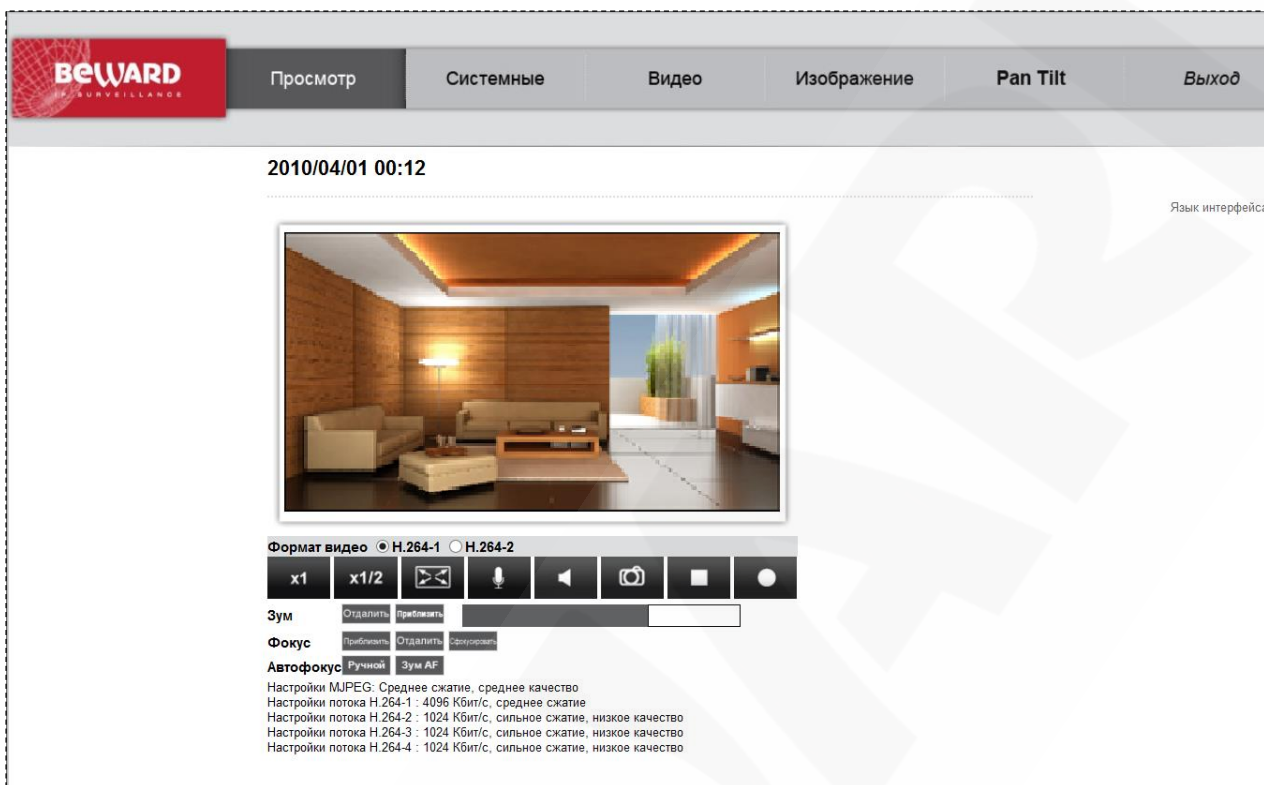 BEWARD
IP SURVEILLANCE
Просмотр Системные Видео Изображение Pan Tilt Выход
2010/04/01 00:12
Язык интерфейса
Формат видео H.264-1 H.264-2
x1 x1/2
Зум Отдалить Приблизить
Фокус Приблизить Отдалить Сфокусировать
Автофокус Ручной Зум AF
Настройки MJPEG: Среднее сжатие, среднее качество
Настройки потока H.264-1 : 4096 Кбит/с, среднее сжатие
Настройки потока H.264-2 : 1024 Кбит/с, сильное сжатие, низкое качество
Настройки потока H.264-3 : 1024 Кбит/с, сильное сжатие, низкое качество
Настройки потока H.264-4 : 1024 Кбит/с, сильное сжатие, низкое качество